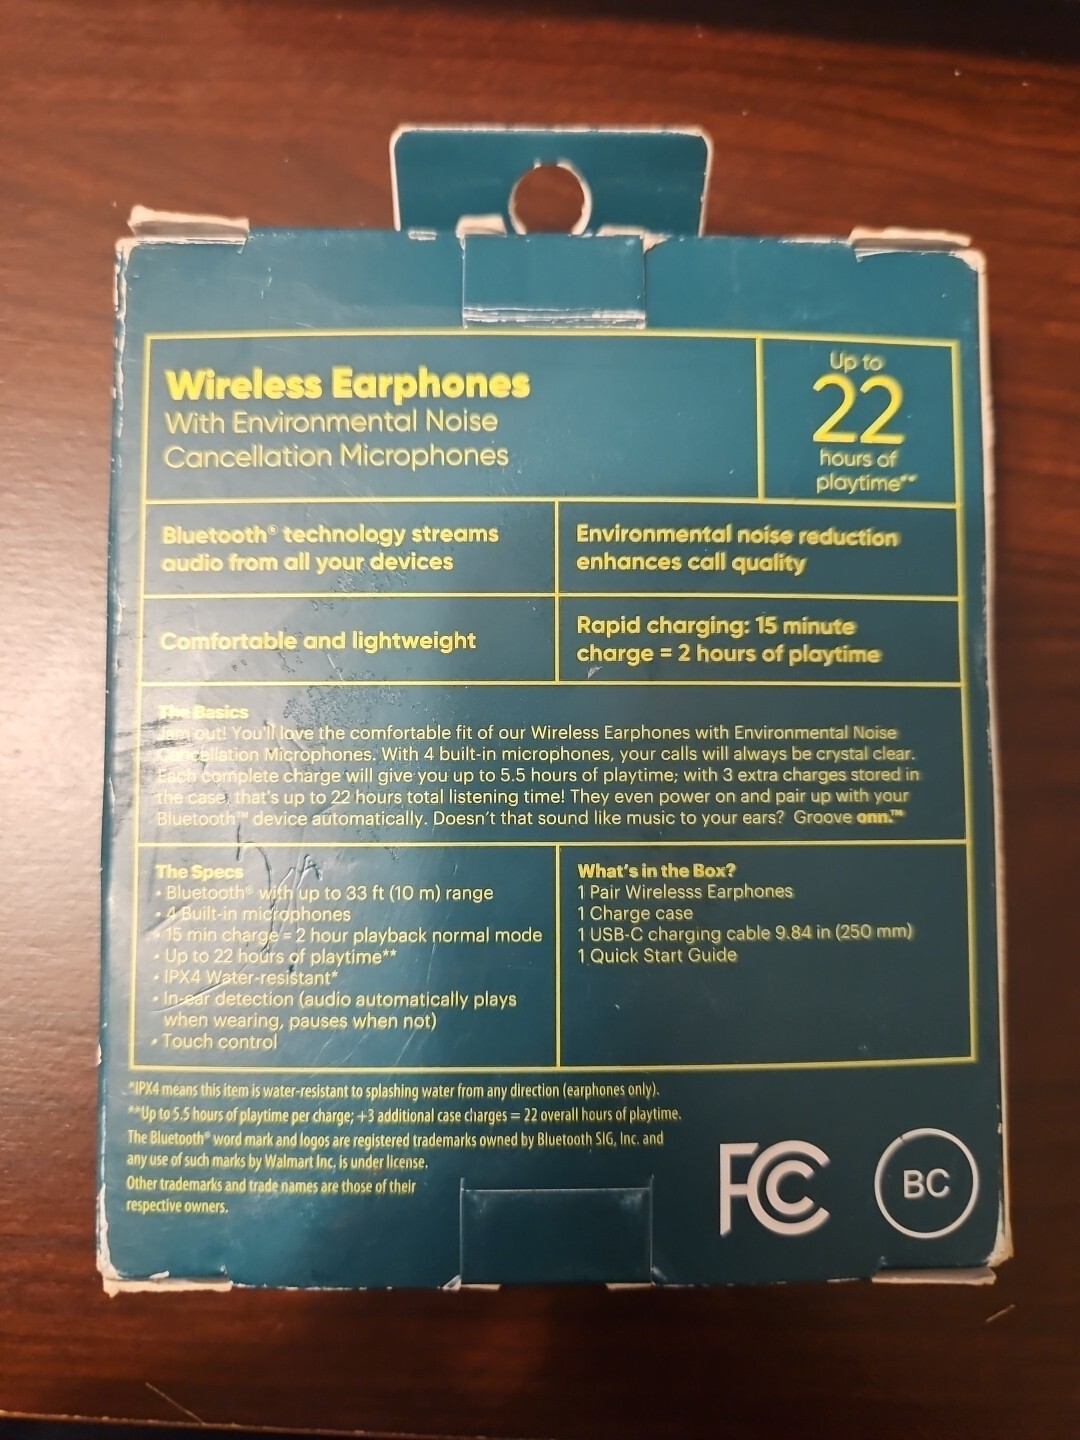 Wireless Earphones
With Environmental Noise
Cancellation Microphones
Up to
22
hours of
playtime**
Bluetooth® technology streams
audio from all your devices
Environmental noise reduction
enhances call quality
Comfortable and lightweight
Rapid charging: 15 minute
charge = 2 hours of playtime
The Basics
Jam out! You'll love the comfortable fit of our Wireless Earphones with Environmental Noise
Cancellation Microphones. With 4 built-in microphones, your calls will always be crystal clear.
Each complete charge will give you up to 5.5 hours of playtime; with 3 extra charges stored in
the case, that's up to 22 hours total listening time! They even power on and pair up with your
Bluetooth™ device automatically. Doesn't that sound like music to your ears? Groove onn.™
The Specs
• Bluetooth® with up to 33 ft (10 m) range
• 4 Built-in microphones
• 15 min charge = 2 hour playback normal mode
• Up to 22 hours of playtime**
• IPX4 Water-resistant*
• In-ear detection (audio automatically plays
when wearing, pauses when not)
• Touch control
What's in the Box?
1 Pair Wirelesss Earphones
1 Charge case
1 USB-C charging cable 9.84 in (250 mm)
1 Quick Start Guide
*IPX4 means this item is water-resistant to splashing water from any direction (earphones only).
**Up to 5.5 hours of playtime per charge; +3 additional case charges = 22 overall hours of playtime.
The Bluetooth® word mark and logos are registered trademarks owned by Bluetooth SIG, Inc. and
any use of such marks by Walmart Inc. is under license.
Other trademarks and trade names are those of their
respective owners.
FC
BC